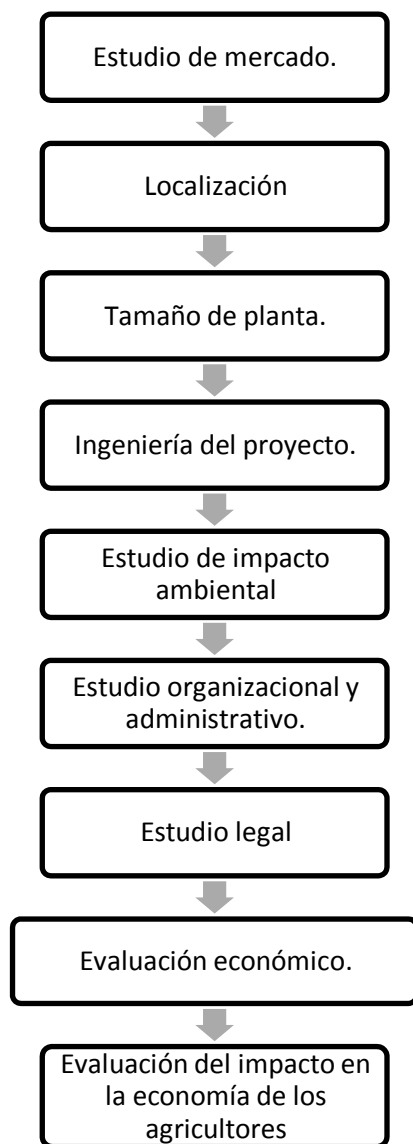 Estudio de mercado.
Localización
Tamaño de planta.
Ingeniería del proyecto.
Estudio de impacto
ambiental
Estudio organizacional y
administrativo.
Estudio legal
Evaluación económico.
Evaluación del impacto en
la economía de los
agricultores